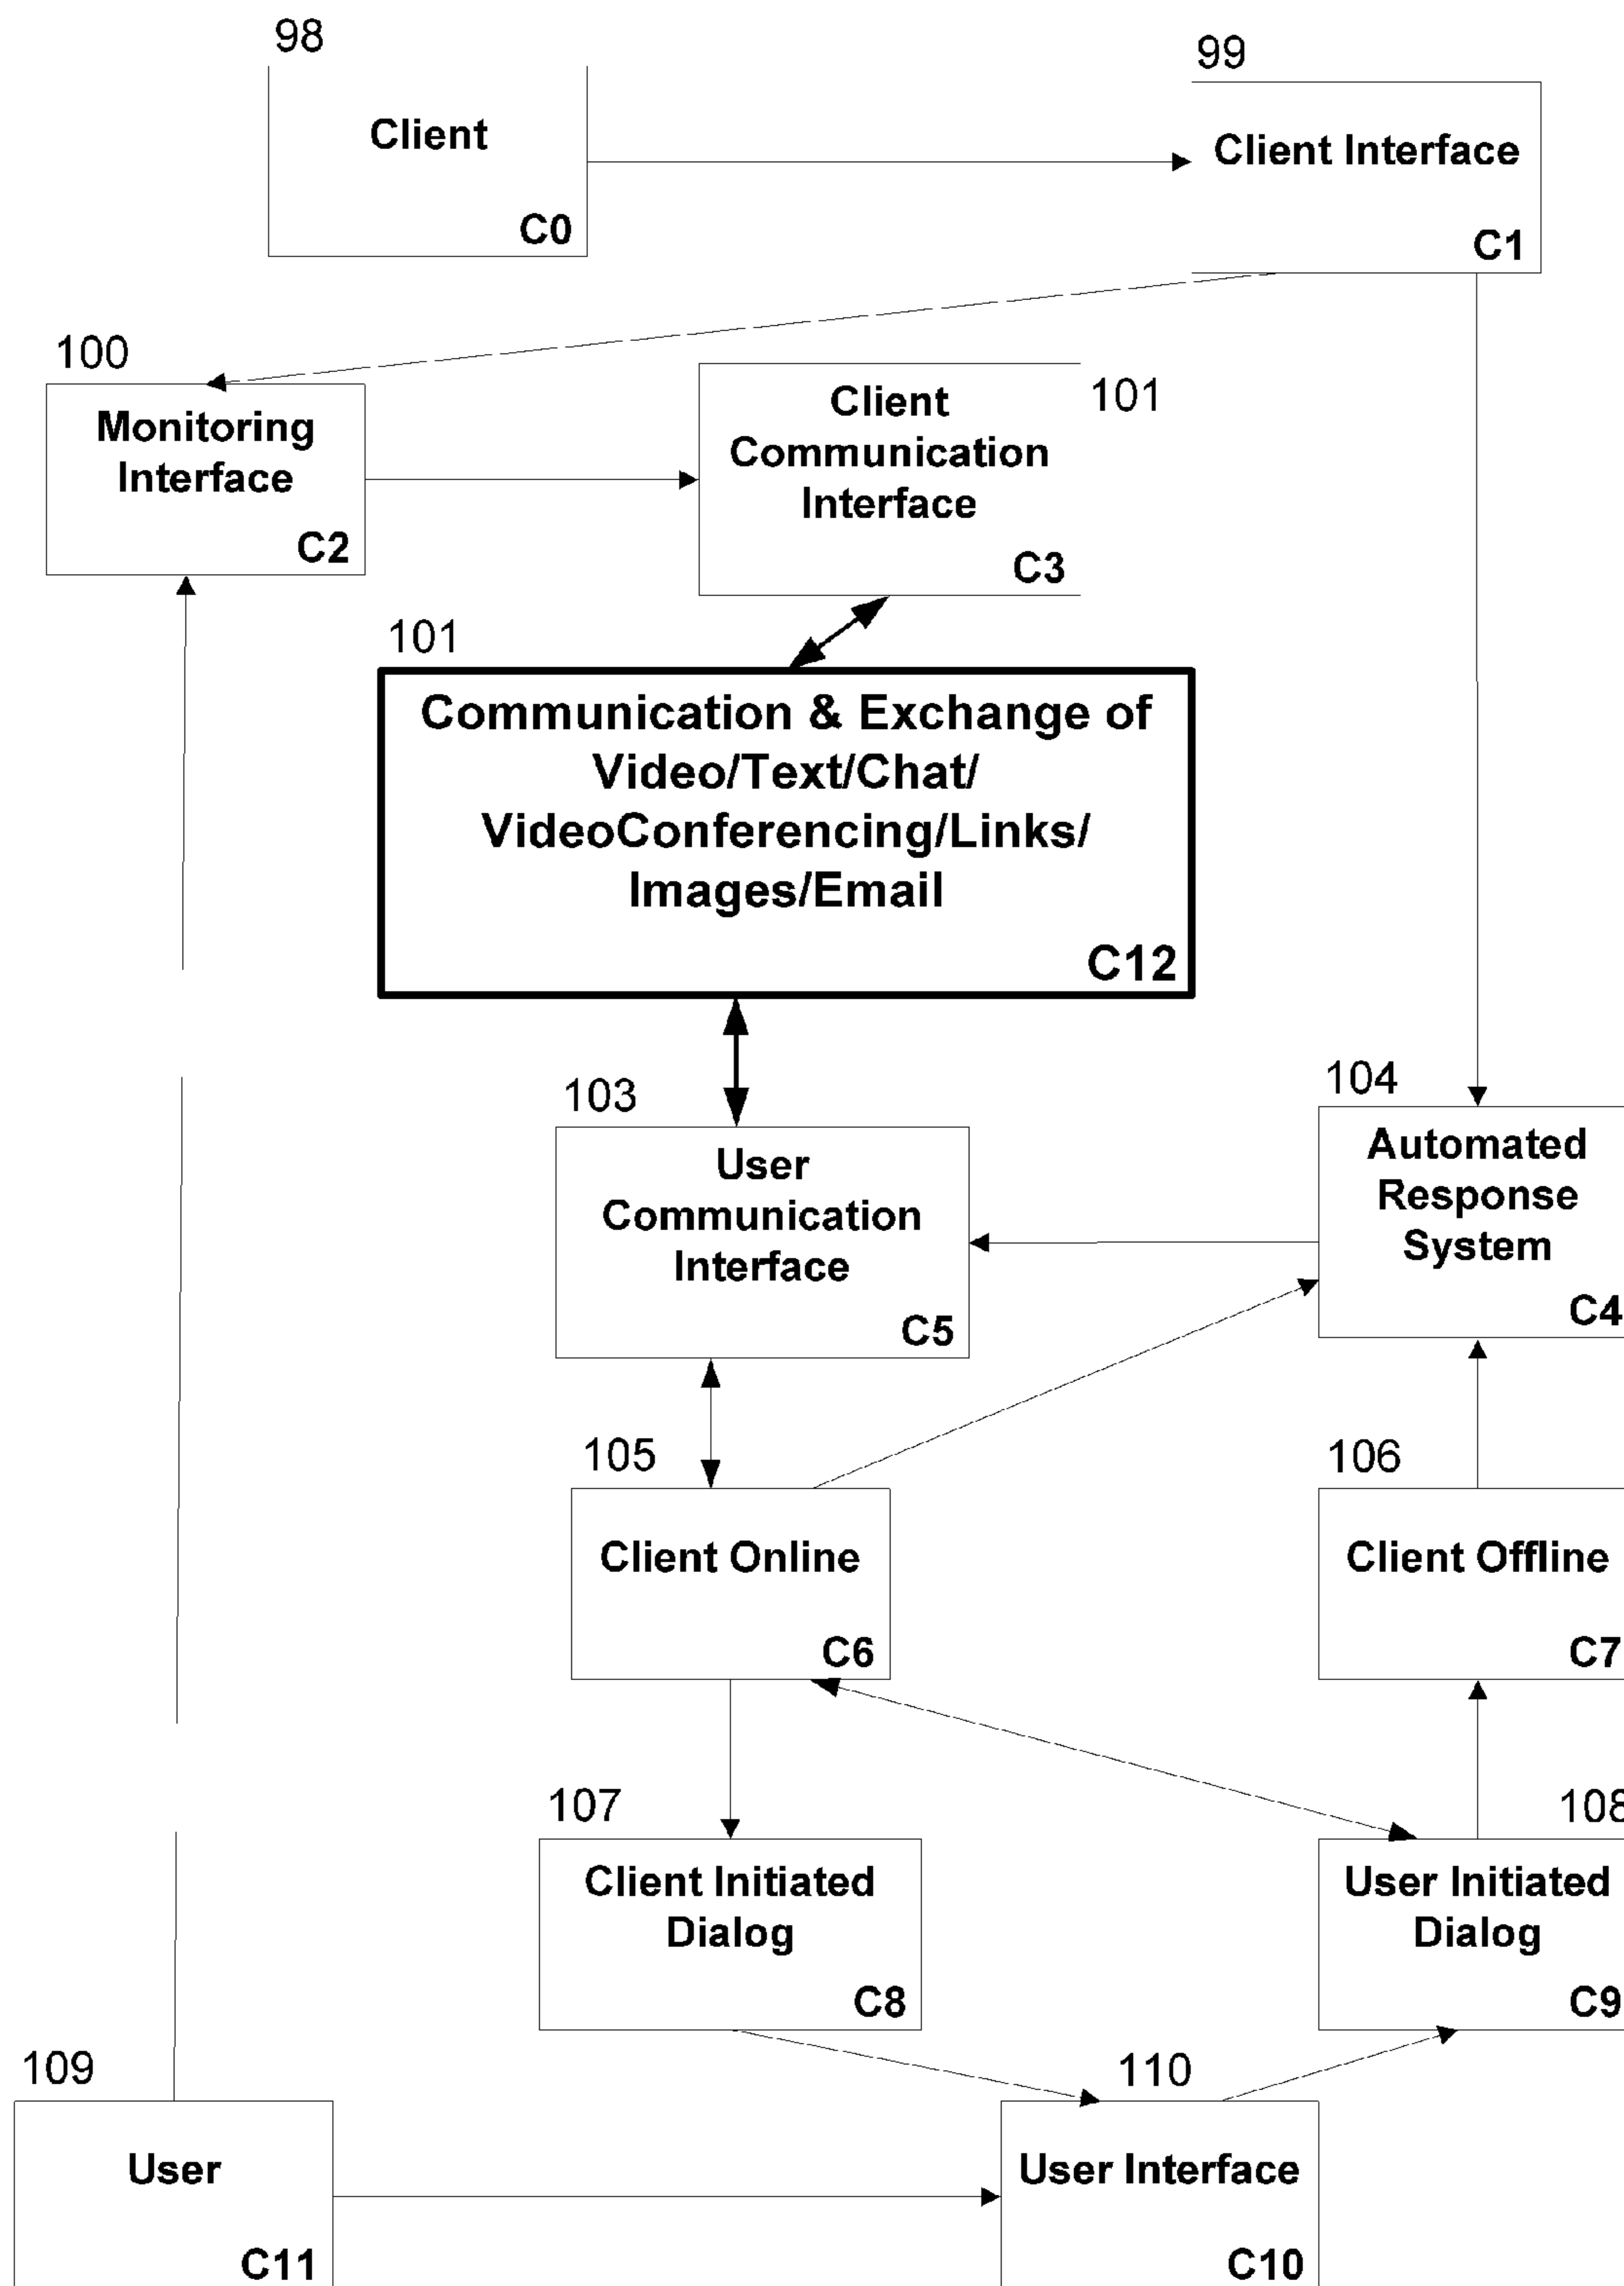 98
Client
C0
99
Client Interface
C1
100
Monitoring
Interface
C2
Client
Communication
Interface
C3
101
101
Communication & Exchange of
Video/Text/Chat/
VideoConferencing/Links/
Images/Email
C12
103
User
Communication
Interface
C5
104
Automated
Response
System
C4
105
Client Online
C6
106
Client Offline
C7
107
Client Initiated
Dialog
C8
108
User Initiated
Dialog
C9
109
User
C11
110
User Interface
C10